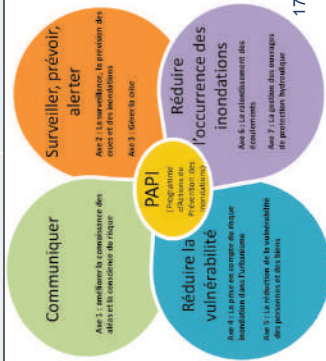 Communiquer
Axe 1 : améliorer la connaissance des
aléas et la conscience du risque
Surveiller, prévoir,
alerter
Axe 2 : La surveillance, la prévision des
crues et des inondations
Axe 3 : Gérer la crise
PAPI
(Programme
d'Actions de
Prévention des
Inondations)
Réduire la
vulnérabilité
Axe 4 : La prise en compte du risque
inondation dans l'urbanisme
Axe 5 : La réduction de la vulnérabilité
des personnes et des biens
Réduire
l'occurrence des
inondations
Axe 6 : Le ralentissement des
écoulements
Axe 7 : La gestion des ouvrages
de protection hydraulique
17